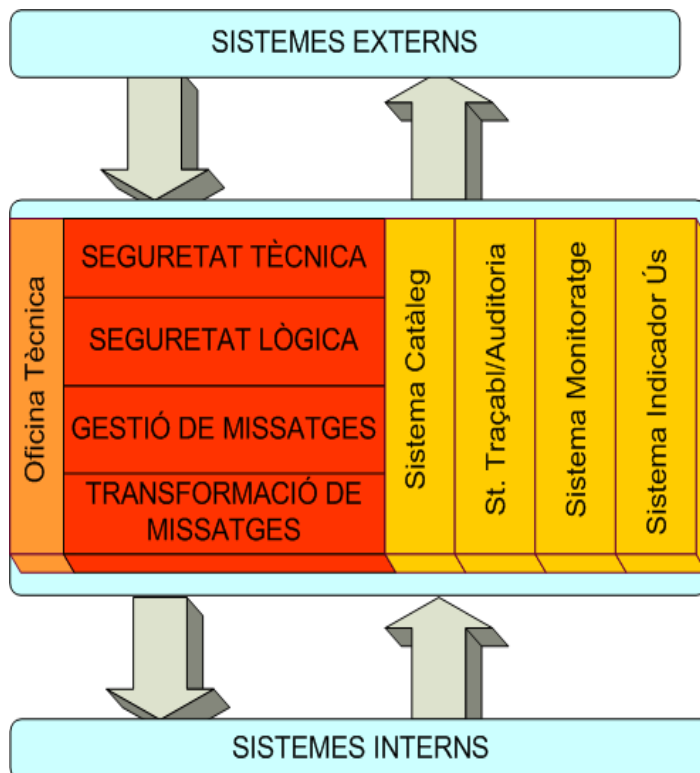 SISTEMES EXTERNS
Oficina Tècnica
SEGURETAT TÈCNICA
SEGURETAT LÒGICA
GESTIÓ DE MISSATGES
TRANSFORMACIÓ DE
MISSATGES
Sistema Catàleg
St. Traçabl/Auditoria
Sistema Monitoratge
Sistema Indicador Ús
SISTEMES INTERNS